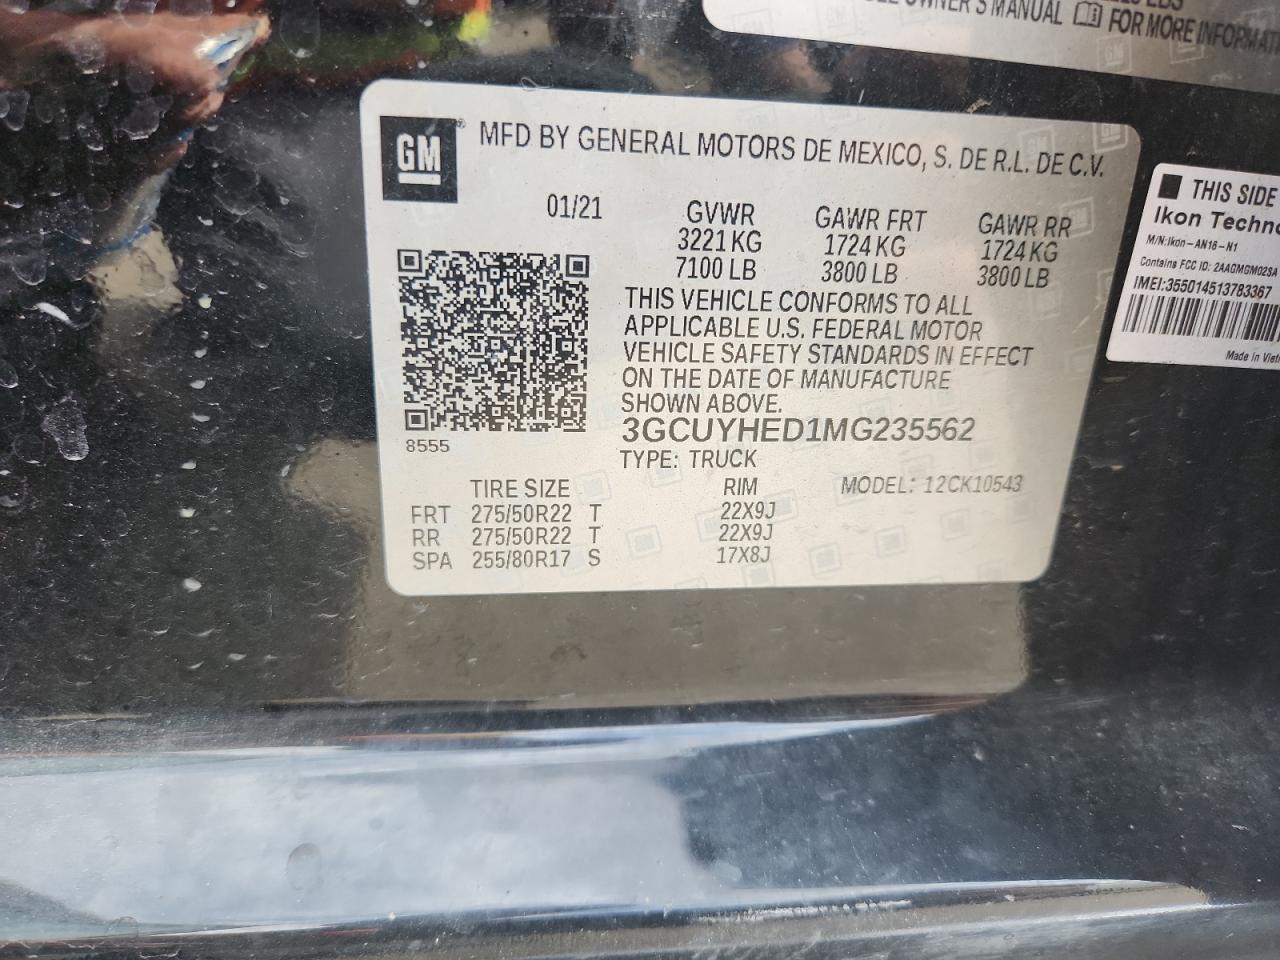 OWNER'S MANUAL FOR MORE
GM
MFD BY GENERAL MOTORS DE MEXICO, S. DE R.L. DE C.V.
01/21
GVWR GAWR FRT GAWR RR
3221 KG 1724 KG 1724 KG
7100 LB 3800 LB 3800 LB
THIS VEHICLE CONFORMS TO ALL
APPLICABLE U.S. FEDERAL MOTOR
VEHICLE SAFETY STANDARDS IN EFFECT
ON THE DATE OF MANUFACTURE
SHOWN ABOVE.
3GCUYHED1MG235562
8555
TYPE: TRUCK
TIRE SIZE RIM MODEL: 12CK10543
FRT 275/50R22 T 22X9J
RR 275/50R22 T 22X9J
SPA 255/80R17 S 17X8J
THIS SIDE
Ikon Techno
M/N:Ikon-AN16-N1
Contains FCC ID: 2AAGMGM02SA
IMEI:355014513783367
Made in Viet